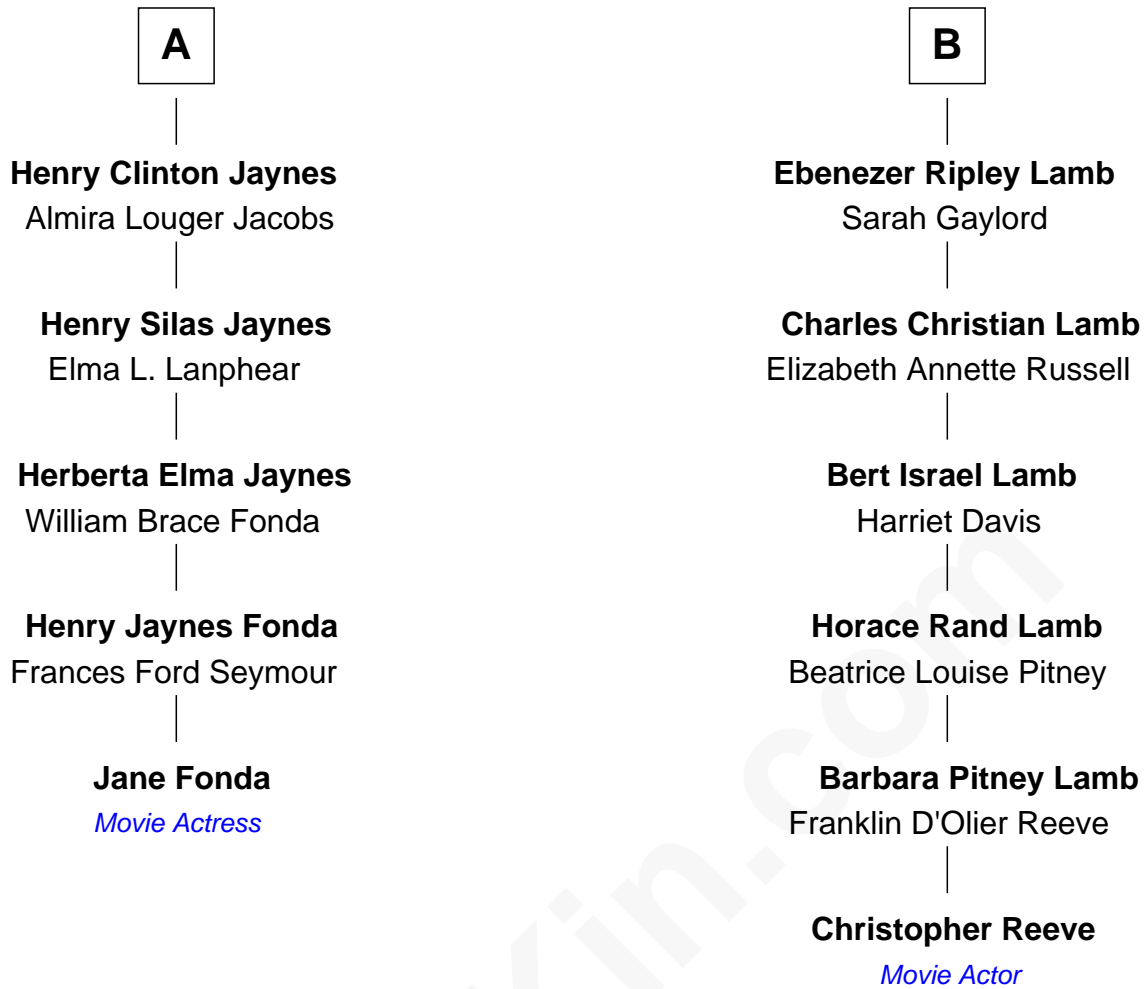 A
Henry Clinton Jaynes
Almira Louger Jacobs
Henry Silas Jaynes
Elma L. Lanphear
Herberta Elma Jaynes
William Brace Fonda
Henry Jaynes Fonda
Frances Ford Seymour
Jane Fonda
Movie Actress
B
Ebenezer Ripley Lamb
Sarah Gaylord
Charles Christian Lamb
Elizabeth Annette Russell
Bert Israel Lamb
Harriet Davis
Horace Rand Lamb
Beatrice Louise Pitney
Barbara Pitney Lamb
Franklin D'Olier Reeve
Christopher Reeve
Movie Actor